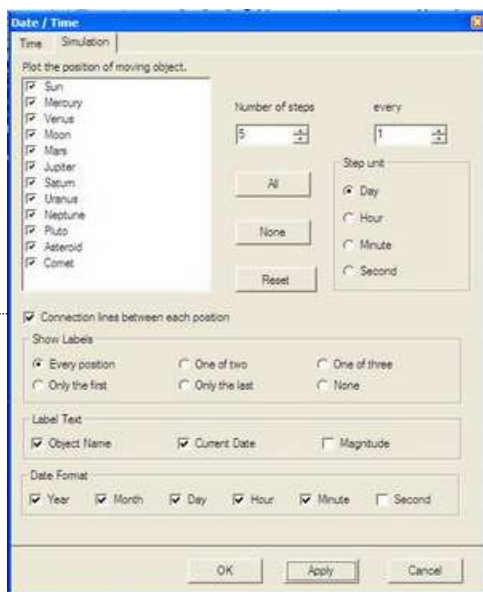 Date / Time
Time Simulation
Plot the position of moving object.
Sun
Mercury
Venus
Moon
Mars
Jupiter
Saturn
Uranus
Neptune
Pluto
Asteroid
Comet
Number of steps every
5 1
All
None
Reset
Step unit
Day
Hour
Minute
Second
Connection lines between each position
Show Labels
Every position One of two One of three
Only the first Only the last None
Label Text
Object Name Current Date Magnitude
Date Format
Year Month Day Hour Minute Second
OK Apply Cancel